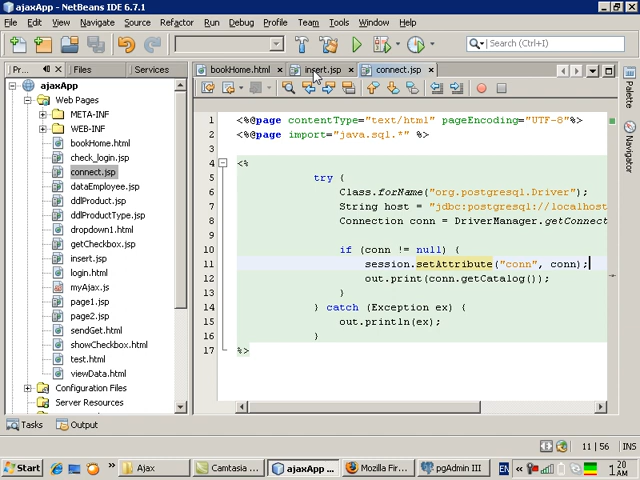 ajaxApp - NetBeans IDE 6.7.1
File Edit View Navigate Source Refactor Run Debug Profile Team Tools Window Help
Search (Ctrl+I)
Pr... Files Services
bookHome.html insert.jsp connect.jsp
ajaxApp
Web Pages
META-INF
WEB-INF
bookHome.html
check_login.jsp
connect.jsp
dataEmployee.jsp
ddlProduct.jsp
ddlProductType.jsp
dropdown1.html
getCheckbox.jsp
insert.jsp
login.html
myAjax.js
page1.jsp
page2.jsp
sendGet.html
showCheckbox.html
test.html
viewData.html
Configuration Files
Server Resources
1 <%@page contentType="text/html" pageEncoding="UTF-8"%>
2 <%@page import="java.sql.*" %>
3
4 <%
5 try {
6 Class.forName("org.postgresql.Driver");
7 String host = "jdbc:postgresql://localhost
8 Connection conn = DriverManager.getConnect
9
10 if (conn != null) {
11 session.setAttribute("conn", conn);
12 out.print(conn.getCatalog());
13 }
14 } catch (Exception ex) {
15 out.println(ex);
16 }
17 %>
Palette
Navigator
Tasks Output
11 | 56 INS
Start Ajax Camtasia ... ajaxApp ... Mozilla Fir... pgAdmin III EN 1:20 AM